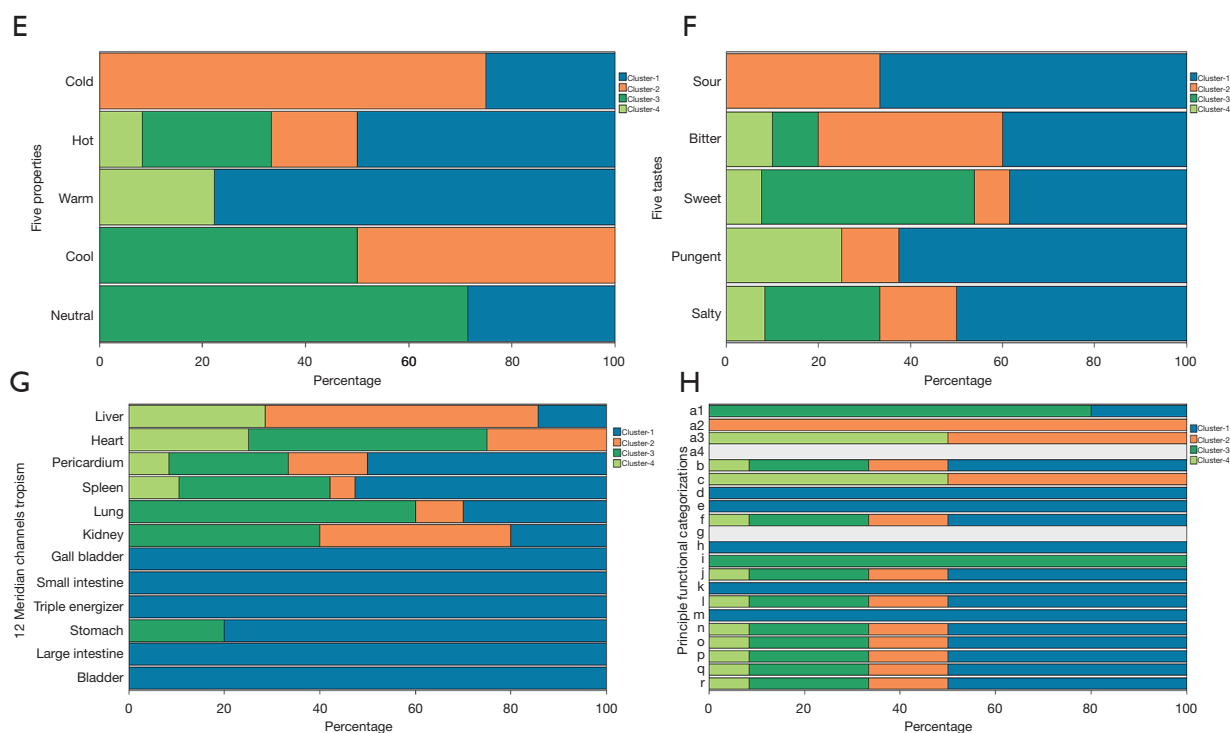 E
Five properties
Cold
Hot
Warm
Cool
Neutral
0 20 40 60 80 100
Percentage
Cluster-1
Cluster-2
Cluster-3
Cluster-4
F
Five tastes
Sour
Bitter
Sweet
Pungent
Salty
0 20 40 60 80 100
Percentage
Cluster-1
Cluster-2
Cluster-3
Cluster-4
G
12 Meridian channels tropism
Liver
Heart
Pericardium
Spleen
Lung
Kidney
Gall bladder
Small intestine
Triple energizer
Stomach
Large intestine
Bladder
0 20 40 60 80 100
Percentage
Cluster-1
Cluster-2
Cluster-3
Cluster-4
H
Principle functional categorizations
a1
a2
a3
a4
b
c
d
e
f
g
h
i
j
k
l
m
n
o
p
q
r
0 20 40 60 80 100
Percentage
Cluster-1
Cluster-2
Cluster-3
Cluster-4